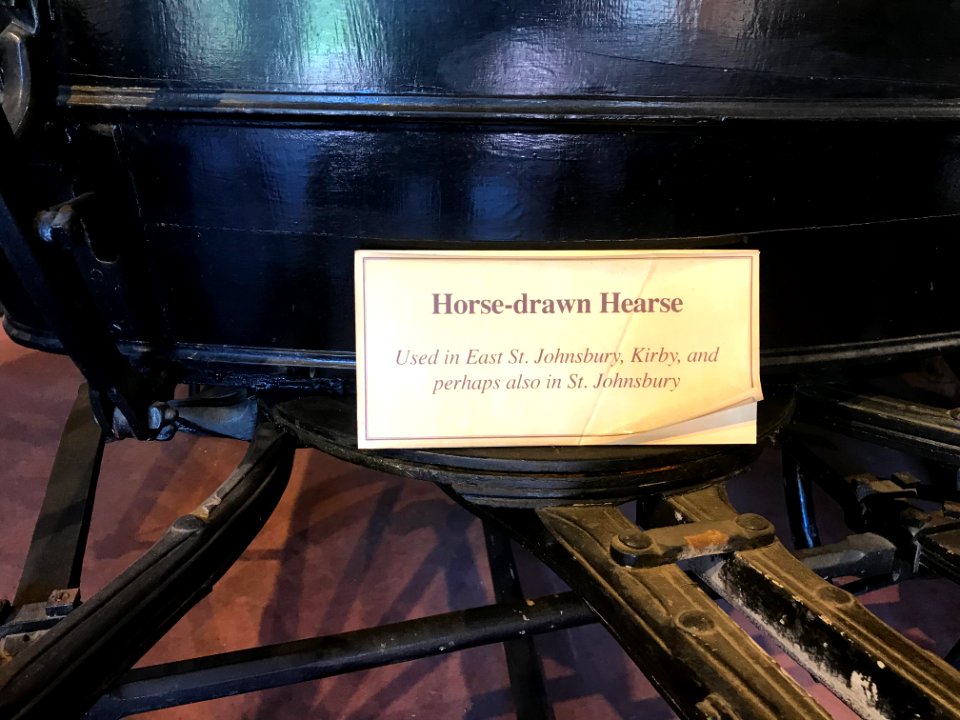 Horse-drawn Hearse
Used in East St. Johnsbury, Kirby, and
perhaps also in St. Johnsbury